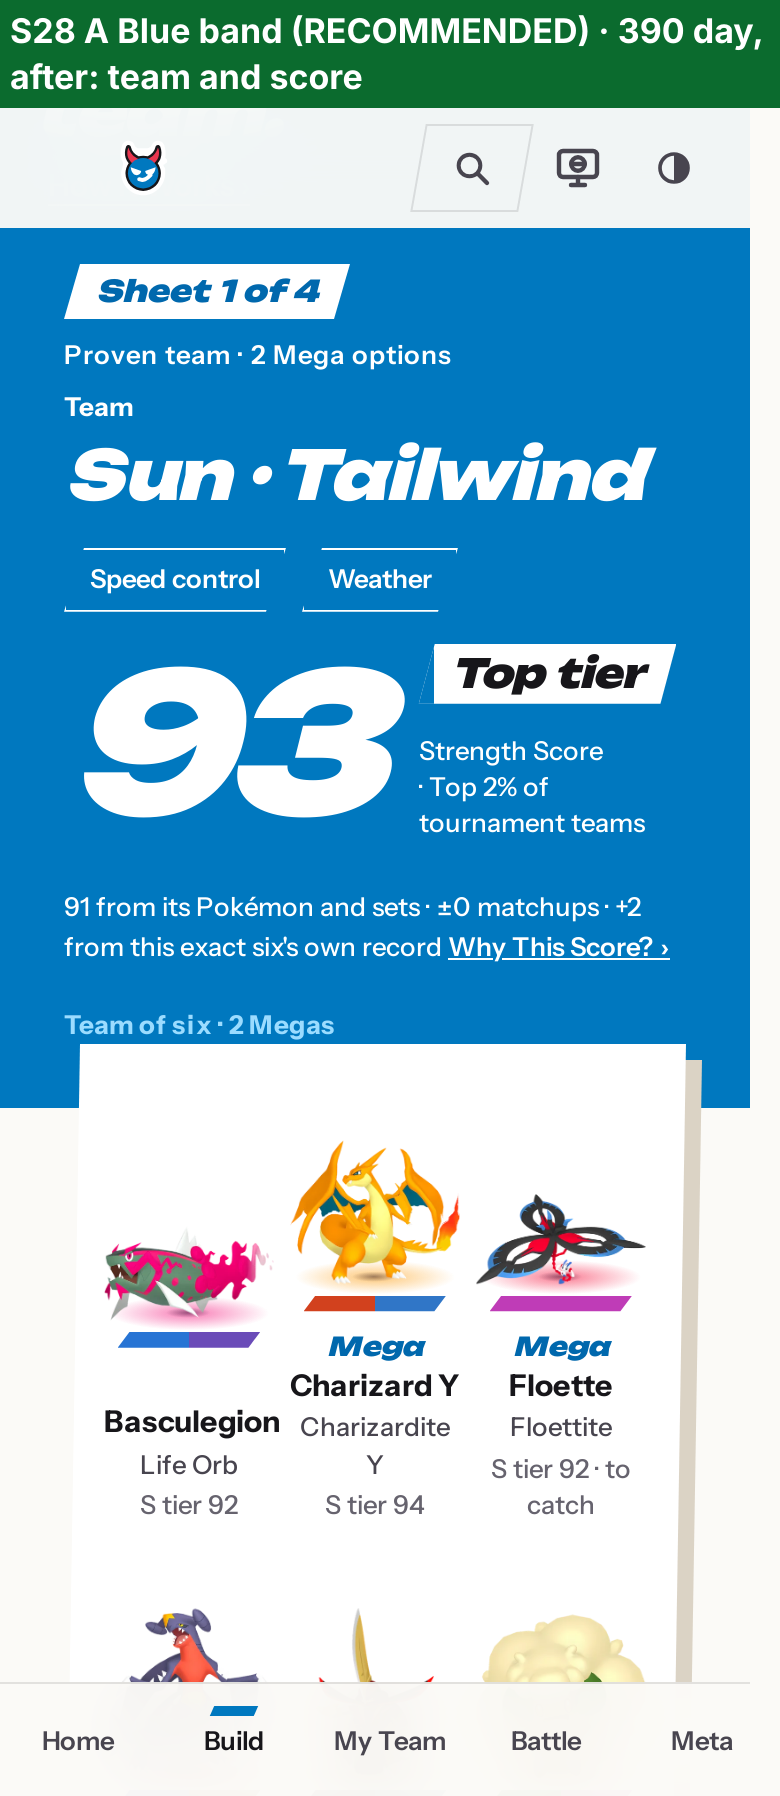 S28 A Blue band (RECOMMENDED) · 390 day,
after: team and score
Sheet 1 of 4
Proven team · 2 Mega options
Team
Sun · Tailwind
Speed control
Weather
93
Top tier
Strength Score
· Top 2% of
tournament teams
91 from its Pokémon and sets · ±0 matchups · +2
from this exact six's own record Why This Score? ›
Team of six · 2 Megas
Basculegion
Life Orb
S tier 92
Mega
Charizard Y
Charizardite
Y
S tier 94
Mega
Floette
Floettite
S tier 92 · to
catch
Home
Build
My Team
Battle
Meta